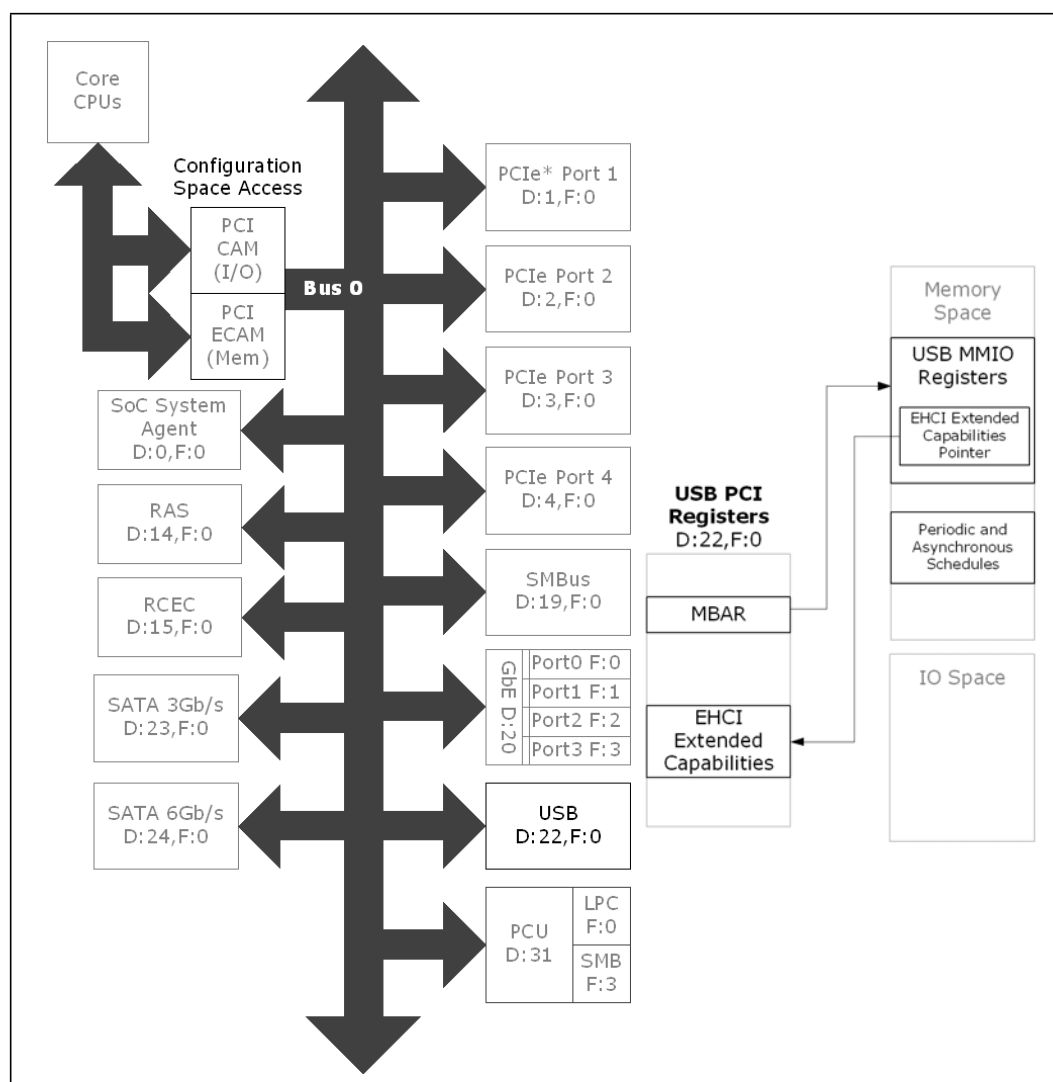 Core
CPUs
Configuration
Space Access
PCI
CAM
(I/O)
PCI
ECAM
(Mem)
Bus 0
SoC System
Agent
D:0,F:0
RAS
D:14,F:0
RCEC
D:15,F:0
SATA 3Gb/s
D:23,F:0
SATA 6Gb/s
D:24,F:0
PCIe* Port 1
D:1,F:0
PCIe Port 2
D:2,F:0
PCIe Port 3
D:3,F:0
PCIe Port 4
D:4,F:0
SMBus
D:19,F:0
GbE D:20
Port0 F:0
Port1 F:1
Port2 F:2
Port3 F:3
USB
D:22,F:0
PCU
D:31
LPC
F:0
SMB
F:3
USB PCI
Registers
D:22,F:0
MBAR
EHCI
Extended
Capabilities
Memory
Space
USB MMIO
Registers
EHCI Extended
Capabilities
Pointer
Periodic and
Asynchronous
Schedules
IO Space